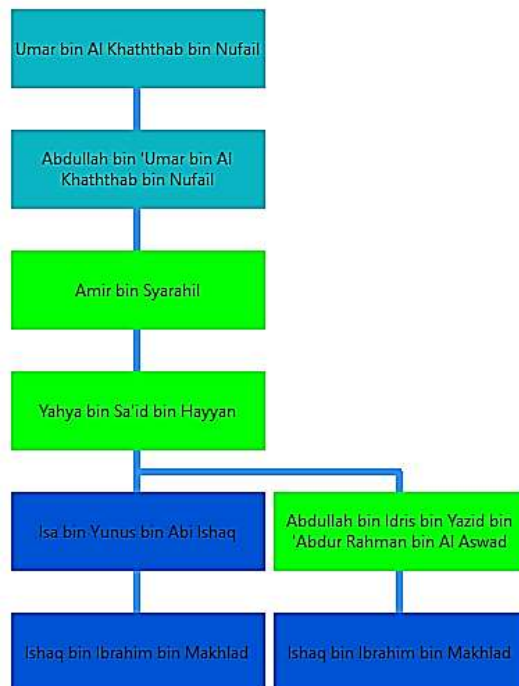 Umar bin Al Khaththab bin Nufail
Abdullah bin 'Umar bin Al
Khaththab bin Nufail
Amir bin Syarahil
Yahya bin Sa'id bin Hayyan
Isa bin Yunus bin Abi Ishaq
Abdullah bin Idris bin Yazid bin
'Abdur Rahman bin Al Aswad
Ishaq bin Ibrahim bin Makhlad
Ishaq bin Ibrahim bin Makhlad